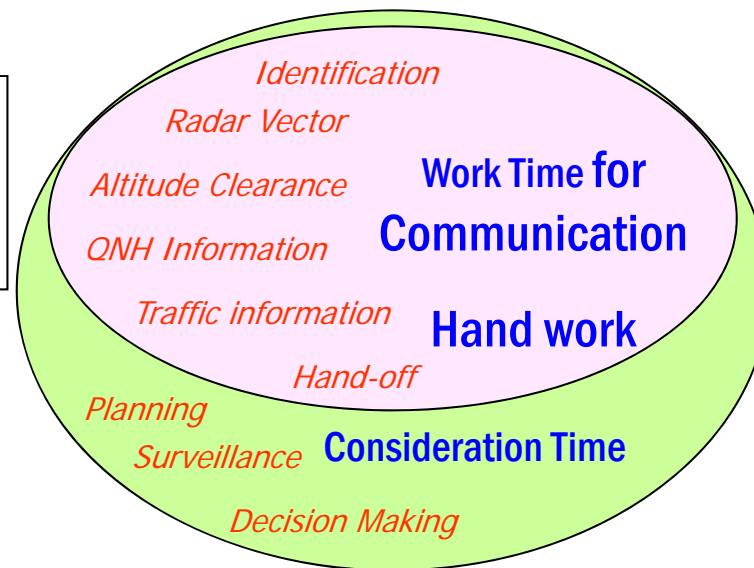 Identification
Radar Vector
Altitude Clearance
QNH Information
Traffic information
Hand-off
Work Time for
Communication
Hand work
Planning
Surveillance
Consideration Time
Decision Making